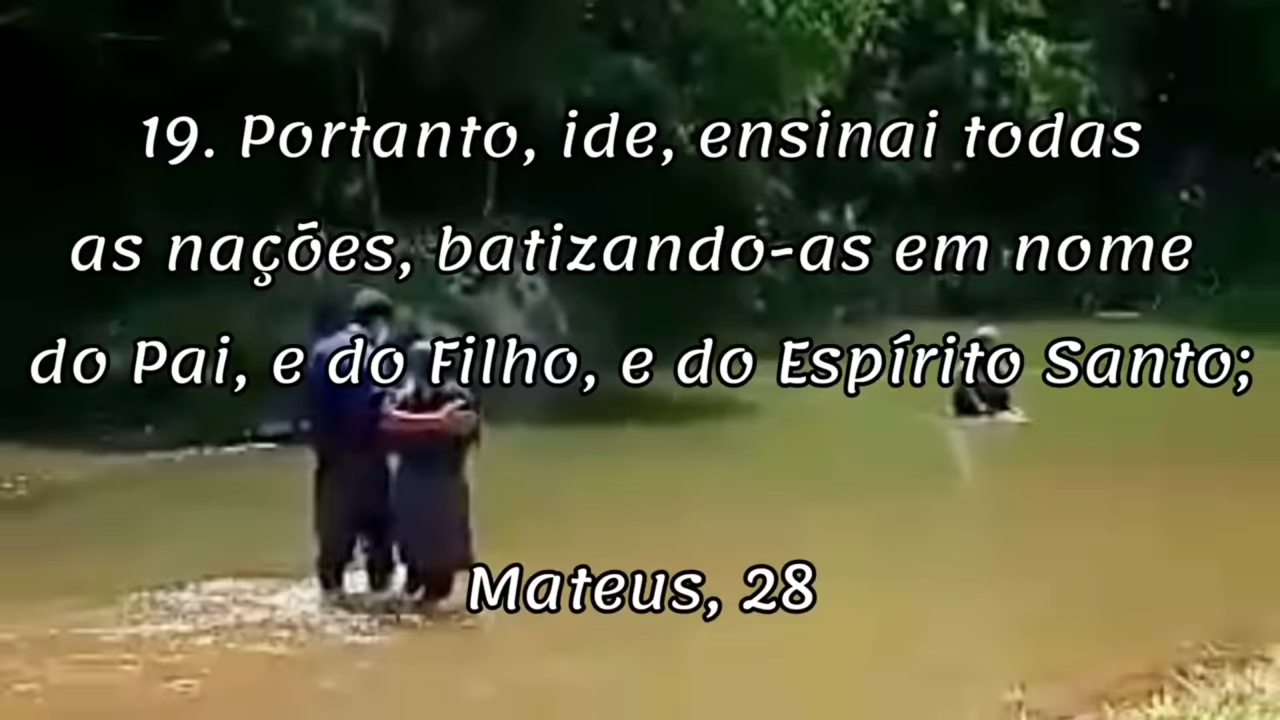 19. Portanto, ide, ensinai todas
as nações, batizando-as em nome
do Pai, e do Filho, e do Espírito Santo;
Mateus, 28